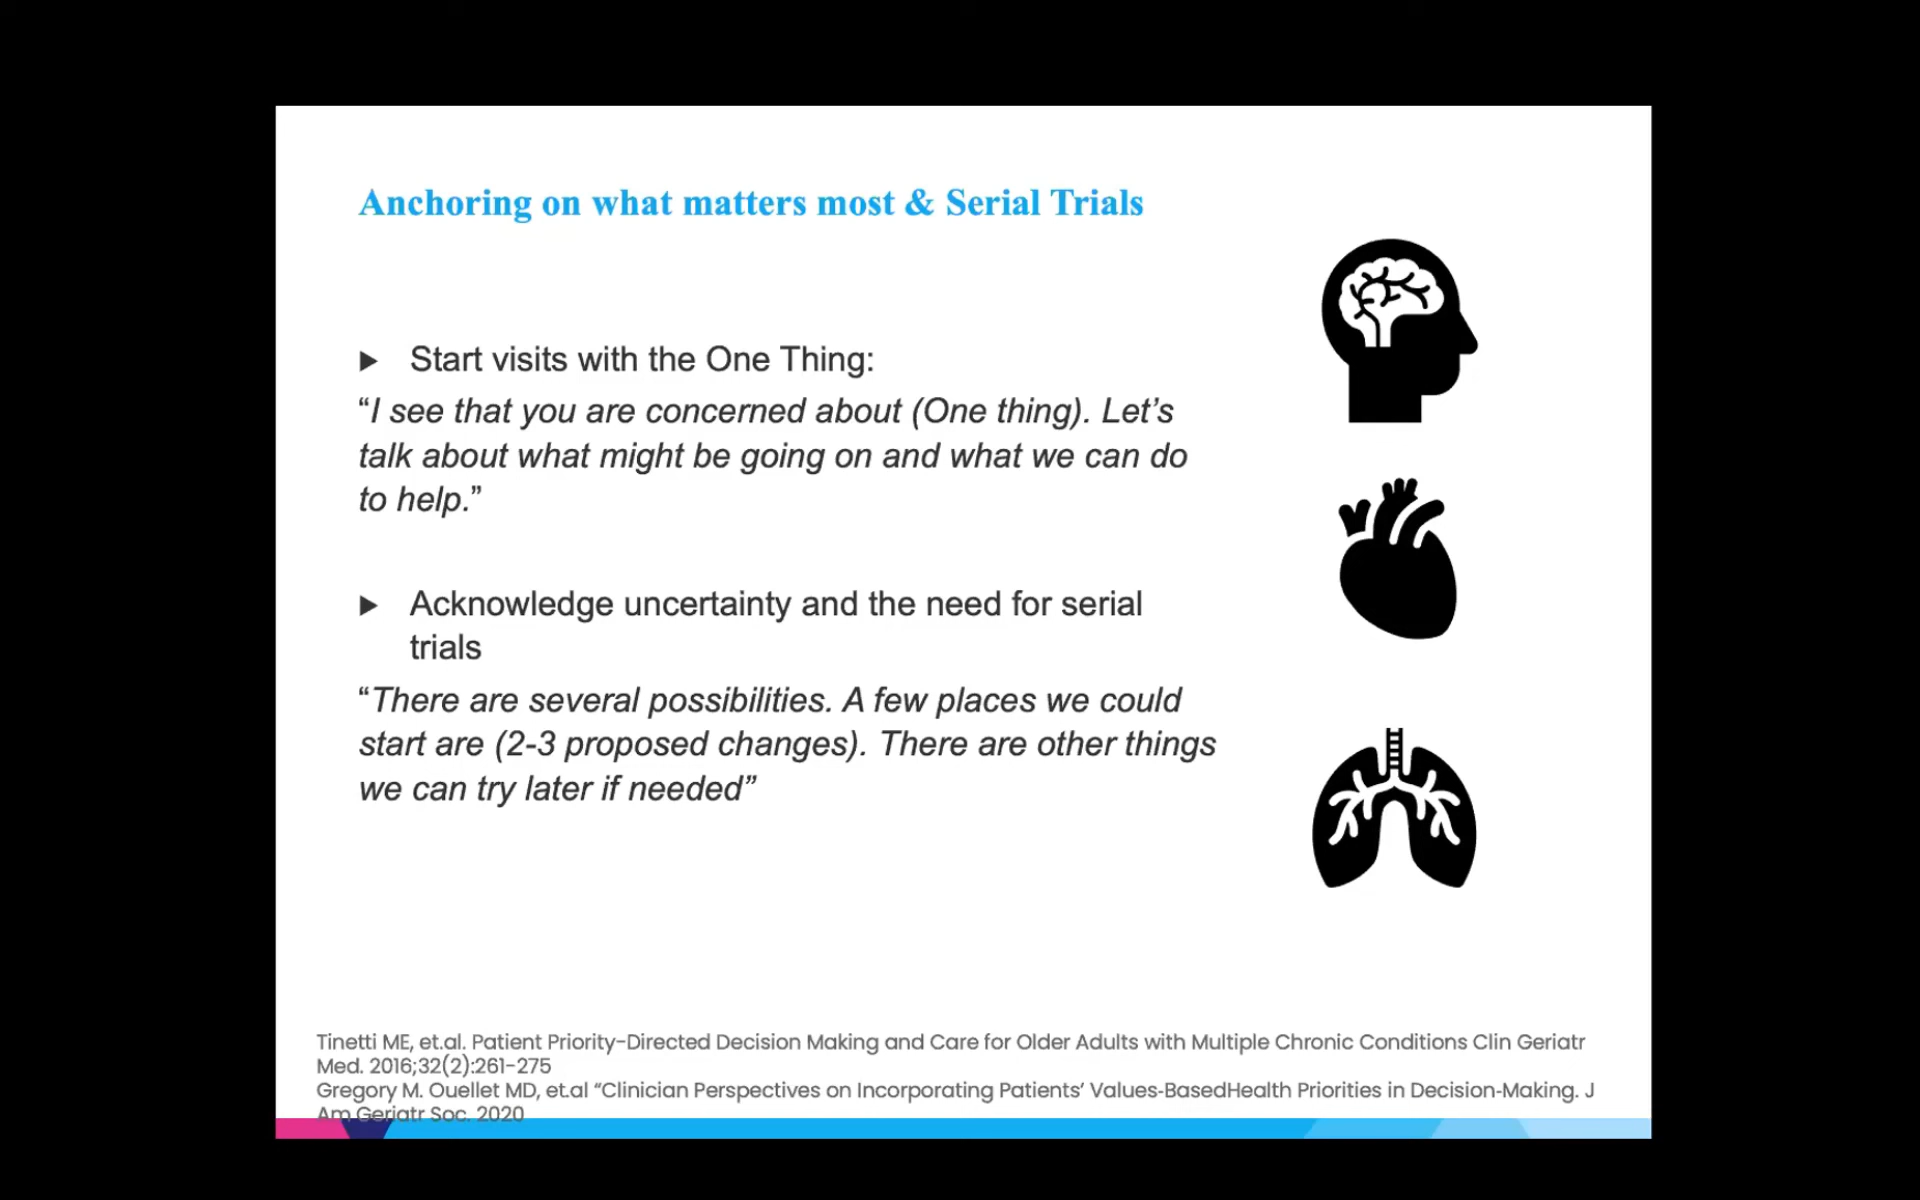 Anchoring on what matters most & Serial Trials
▶ Start visits with the One Thing:
“I see that you are concerned about (One thing). Let’s
talk about what might be going on and what we can do
to help.”
▶ Acknowledge uncertainty and the need for serial
trials
“There are several possibilities. A few places we could
start are (2-3 proposed changes). There are other things
we can try later if needed”
Tinetti ME, et.al. Patient Priority-Directed Decision Making and Care for Older Adults with Multiple Chronic Conditions Clin Geriatr
Med. 2016;32(2):261-275
Gregory M. Ouellet MD, et.al “Clinician Perspectives on Incorporating Patients’ Values-BasedHealth Priorities in Decision-Making. J
Am Geriatr Soc. 2020